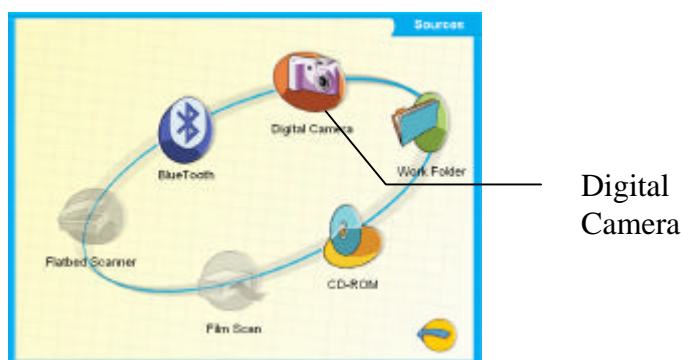 Sources
Digital Camera
BlueTooth
Work Folder
Flatbed Scanner
CD-ROM
Film Scan
Digital
Camera